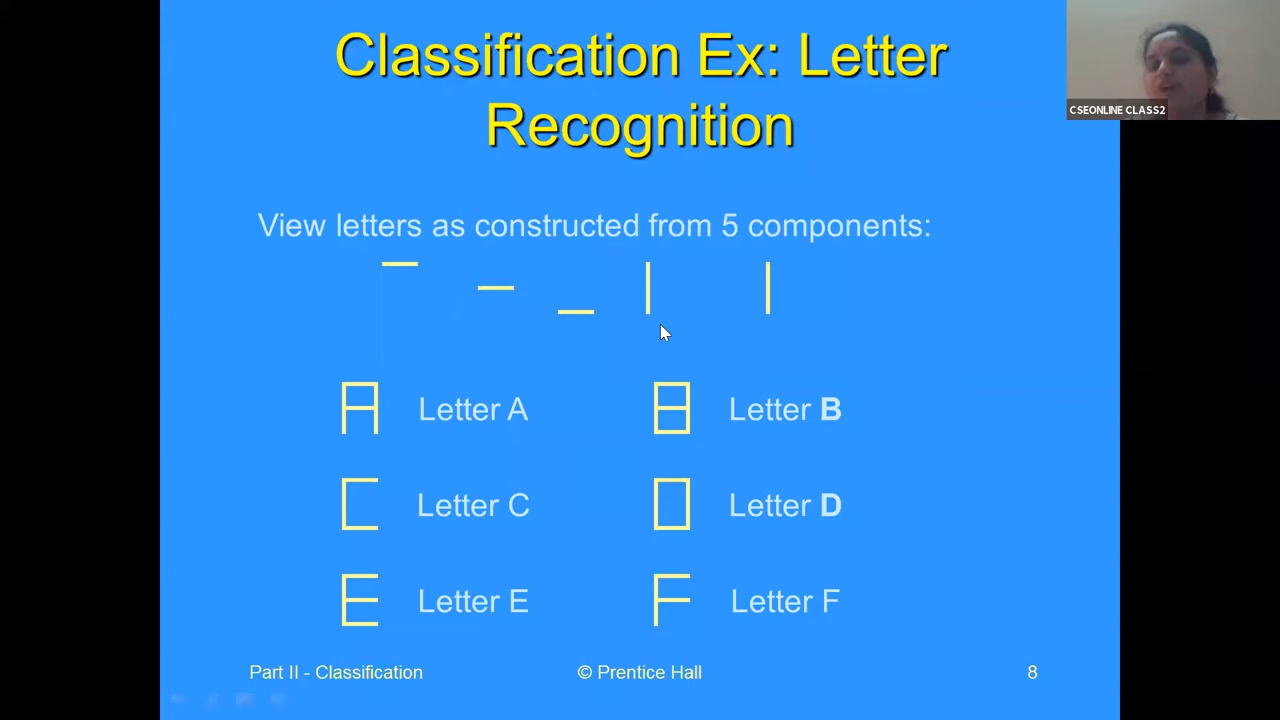 Classification Ex: Letter
Recognition
CSEONLINE CLASS2
View letters as constructed from 5 components:
Letter A
Letter B
Letter C
Letter D
Letter E
Letter F
Part II - Classification
© Prentice Hall
8